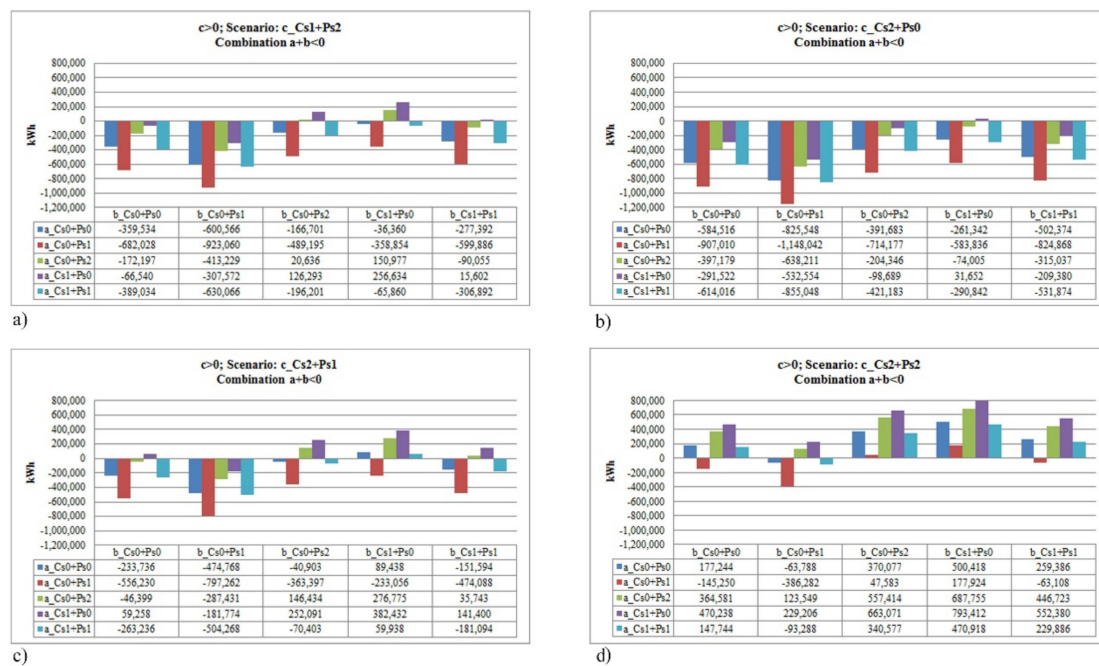 c>0; Scenario: c_Cs1+Ps2
Combination a+b<0
800,000
600,000
400,000
200,000
0
-200,000
-400,000
-600,000
-800,000
-1,000,000
-1,200,000
kWh
b_Cs0+Ps0 b_Cs0+Ps1 b_Cs0+Ps2 b_Cs1+Ps0 b_Cs1+Ps1
a_Cs0+Ps0 -359,534 -600,566 -166,701 -36,360 -277,392
a_Cs0+Ps1 -682,028 -923,060 -489,195 -358,854 -599,886
a_Cs0+Ps2 -172,197 -413,229 20,636 150,977 -90,055
a_Cs1+Ps0 -66,540 -307,572 126,293 256,634 15,602
a_Cs1+Ps1 -389,034 -630,066 -196,201 -65,860 -306,892
a)
c>0; Scenario: c_Cs2+Ps0
Combination a+b<0
800,000
600,000
400,000
200,000
0
-200,000
-400,000
-600,000
-800,000
-1,000,000
-1,200,000
kWh
b_Cs0+Ps0 b_Cs0+Ps1 b_Cs0+Ps2 b_Cs1+Ps0 b_Cs1+Ps1
a_Cs0+Ps0 -584,516 -825,548 -391,683 -261,342 -502,374
a_Cs0+Ps1 -907,010 -1,148,042 -714,177 -583,836 -824,868
a_Cs0+Ps2 -397,179 -638,211 -204,346 -74,005 -315,037
a_Cs1+Ps0 -291,522 -532,554 -98,689 31,652 -209,380
a_Cs1+Ps1 -614,016 -855,048 -421,183 -290,842 -531,874
b)
c>0; Scenario: c_Cs2+Ps1
Combination a+b<0
800,000
600,000
400,000
200,000
0
-200,000
-400,000
-600,000
-800,000
-1,000,000
-1,200,000
kWh
b_Cs0+Ps0 b_Cs0+Ps1 b_Cs0+Ps2 b_Cs1+Ps0 b_Cs1+Ps1
a_Cs0+Ps0 -233,736 -474,768 -40,903 89,438 -151,594
a_Cs0+Ps1 -556,230 -797,262 -363,397 -233,056 -474,088
a_Cs0+Ps2 -46,399 -287,431 146,434 276,775 35,743
a_Cs1+Ps0 59,258 -181,774 252,091 382,432 141,400
a_Cs1+Ps1 -263,236 -504,268 -70,403 59,938 -181,094
c)
c>0; Scenario: c_Cs2+Ps2
Combination a+b<0
800,000
600,000
400,000
200,000
0
-200,000
-400,000
-600,000
-800,000
-1,000,000
-1,200,000
kWh
b_Cs0+Ps0 b_Cs0+Ps1 b_Cs0+Ps2 b_Cs1+Ps0 b_Cs1+Ps1
a_Cs0+Ps0 177,244 -63,788 370,077 500,418 259,386
a_Cs0+Ps1 -145,250 -386,282 47,583 177,924 -63,108
a_Cs0+Ps2 364,581 123,549 557,414 687,755 446,723
a_Cs1+Ps0 470,238 229,206 663,071 793,412 552,380
a_Cs1+Ps1 147,744 -93,288 340,577 470,918 229,886
d)